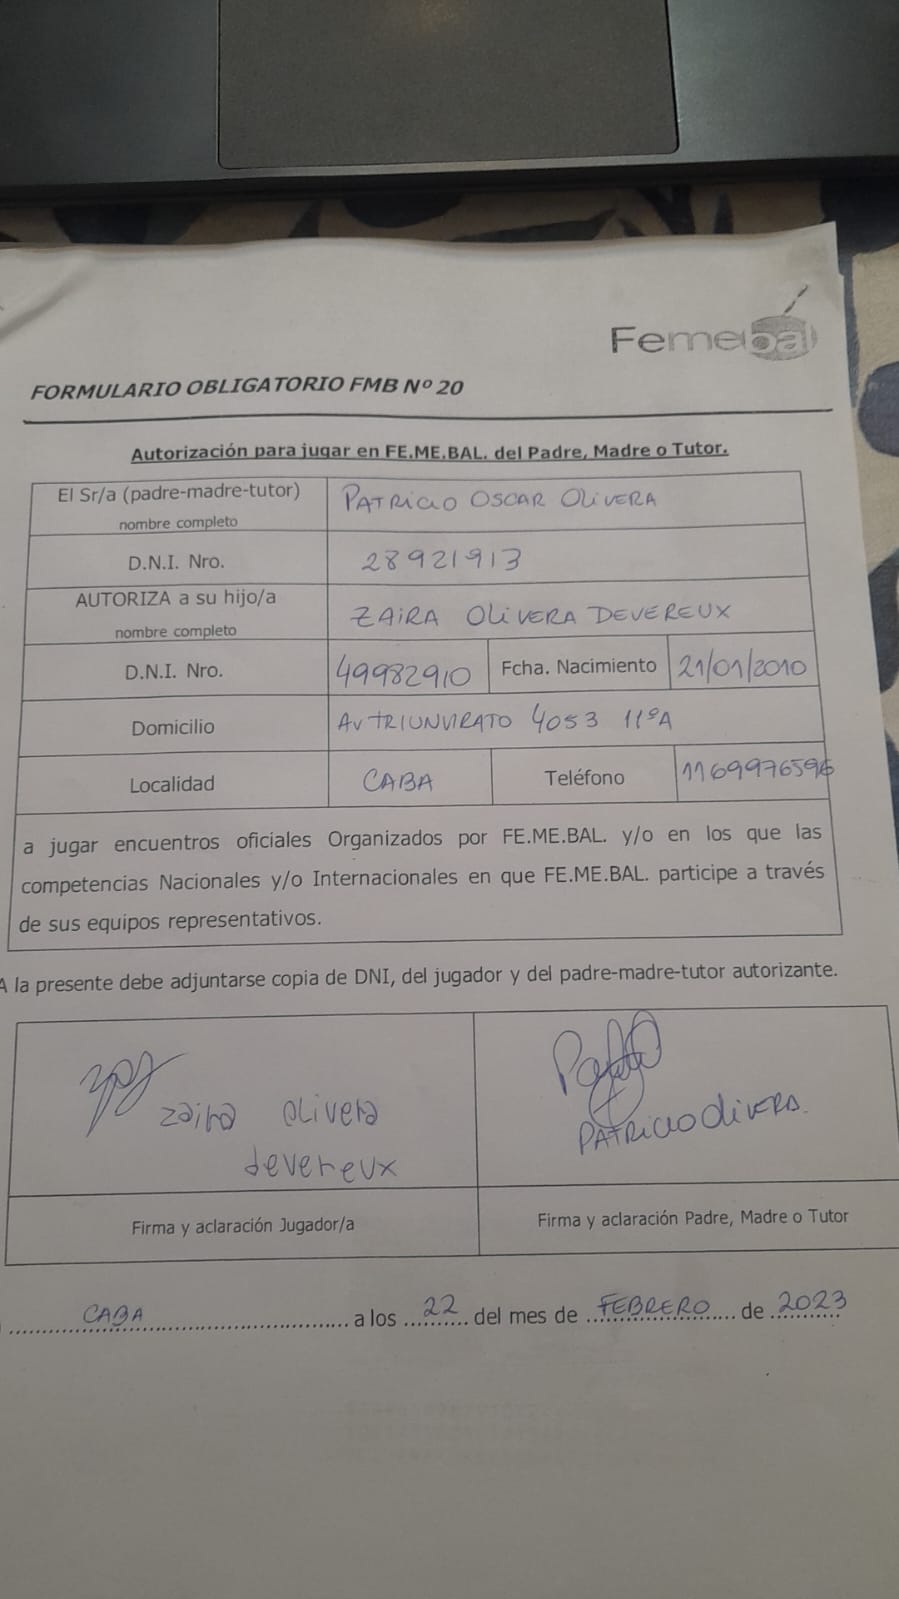 Femebal
FORMULARIO OBLIGATORIO FMB Nº 20
Autorización para jugar en FE.ME.BAL. del Padre, Madre o Tutor.
El Sr/a (padre-madre-tutor)
nombre completo
PATRICIO OSCAR OLIVERA
D.N.I. Nro.
28921913
AUTORIZA a su hijo/a
nombre completo
ZAIRA OLIVERA DEVEREUX
D.N.I. Nro.
49982910
Fcha. Nacimiento
21/01/2010
Domicilio
AV TRIUNVIRATO 4053 11ºA
Localidad
CABA
Teléfono
a jugar encuentros oficiales Organizados por FE.ME.BAL. y/o en los que las
competencias Nacionales y/o Internacionales en que FE.ME.BAL. participe a través
de sus equipos representativos.
A la presente debe adjuntarse copia de DNI, del jugador y del padre-madre-tutor autorizante.
zaira olivera
devereux
PATRICIO OLIVERA.
Firma y aclaración Jugador/a
Firma y aclaración Padre, Madre o Tutor
CABA a los 22 del mes de FEBRERO de 2023